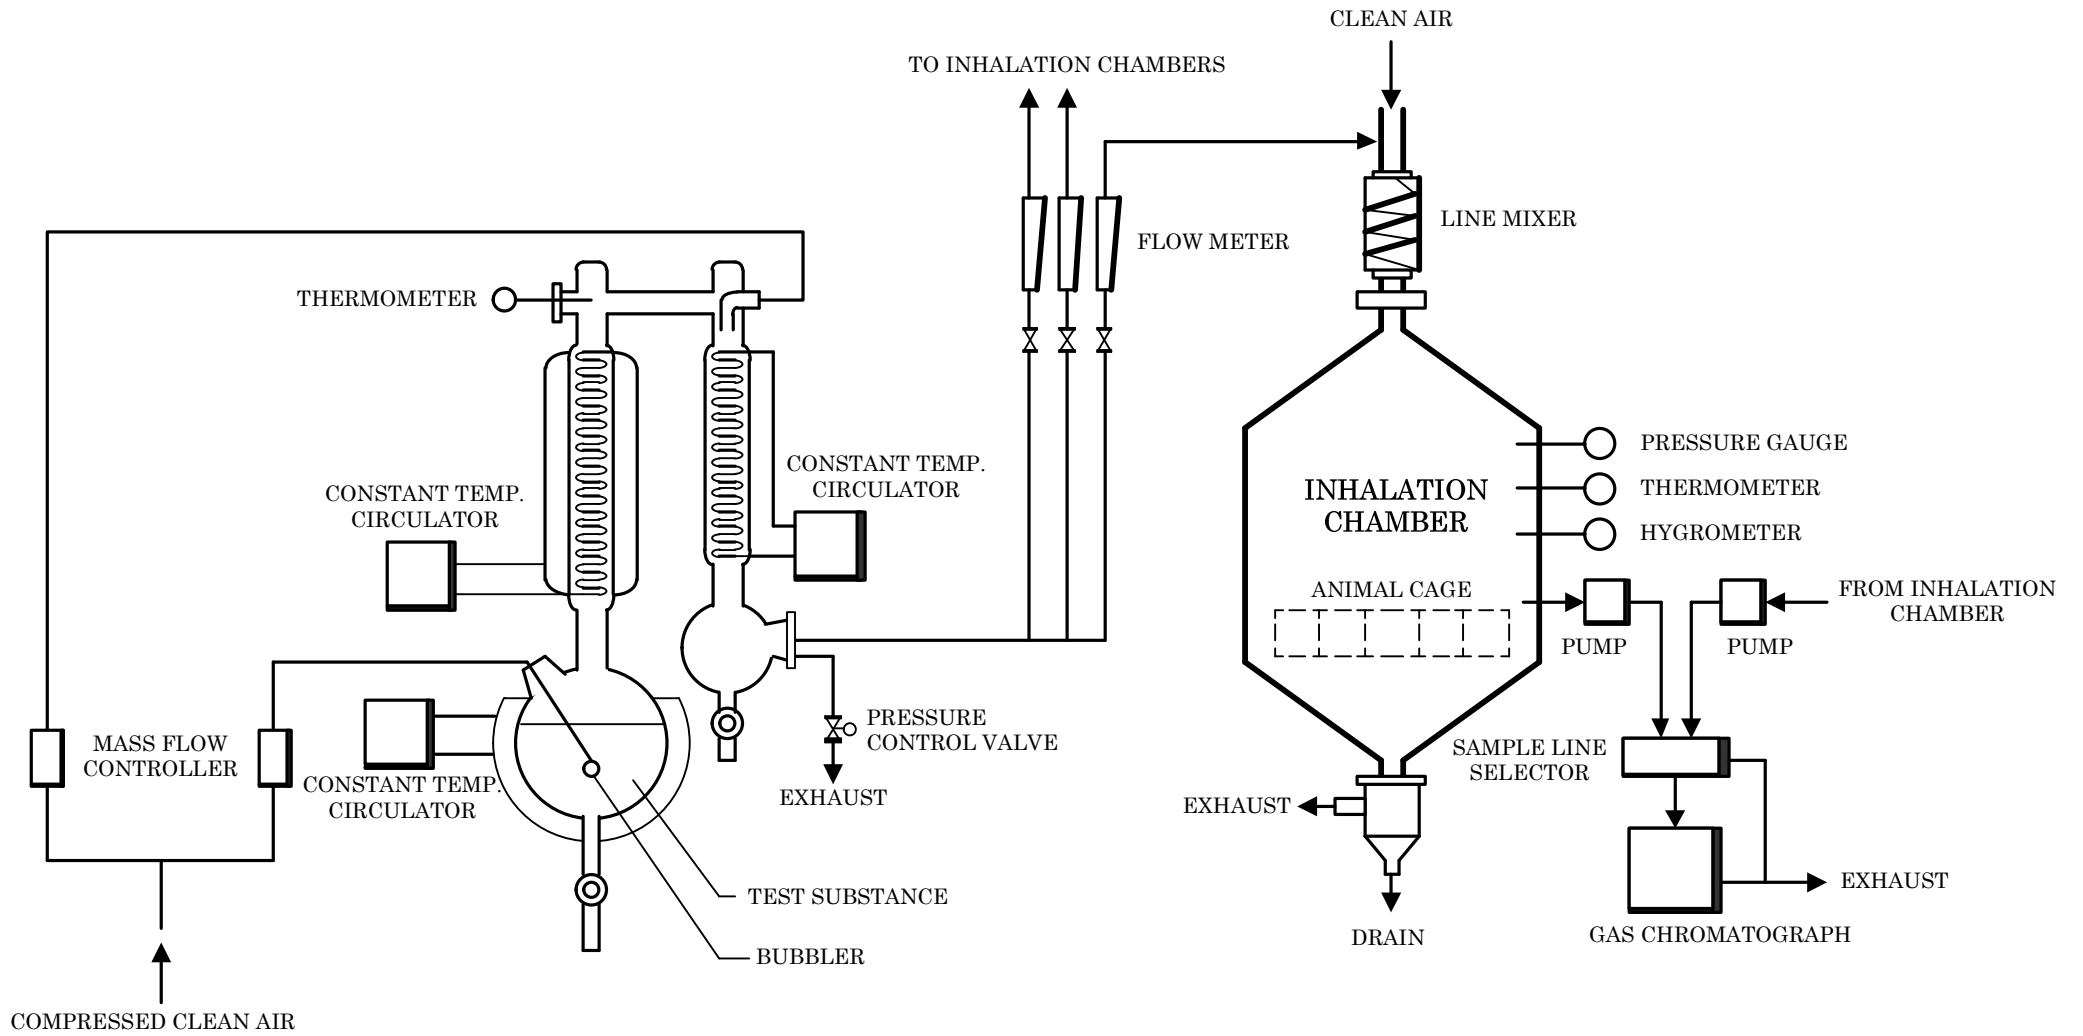 CLEAN AIR
TO INHALATION CHAMBERS
LINE MIXER
FLOW METER
THERMOMETER
CONSTANT TEMP.
CIRCULATOR
CONSTANT TEMP.
CIRCULATOR
PRESSURE GAUGE
THERMOMETER
HYGROMETER
INHALATION
CHAMBER
ANIMAL CAGE
FROM INHALATION
CHAMBER
PUMP
PUMP
MASS FLOW
CONTROLLER
CONSTANT TEMP.
CIRCULATOR
PRESSURE
CONTROL VALVE
EXHAUST
SAMPLE LINE
SELECTOR
EXHAUST
TEST SUBSTANCE
BUBBLER
DRAIN
EXHAUST
GAS CHROMATOGRAPH
COMPRESSED CLEAN AIR